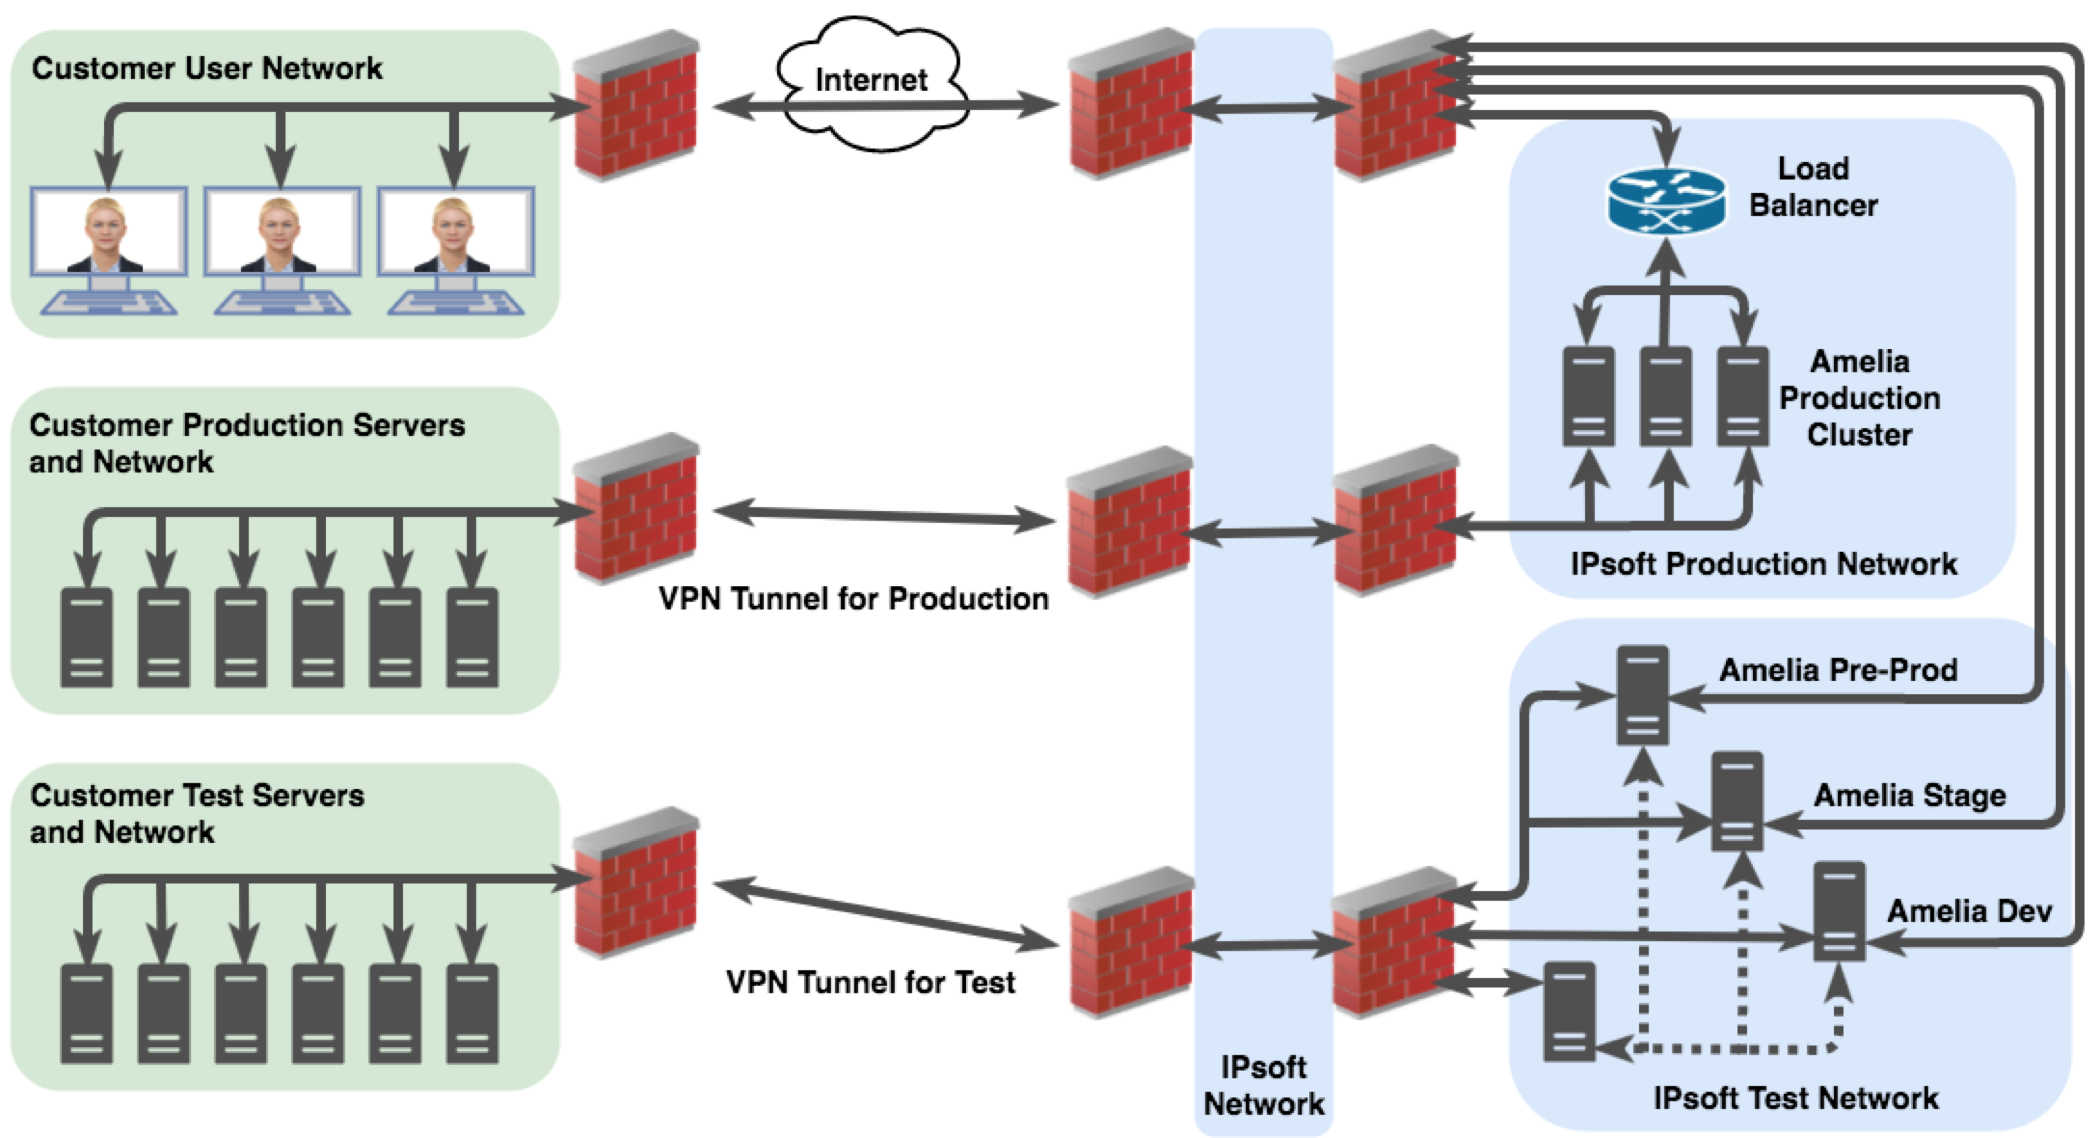 Customer User Network
Internet
Load
Balancer
Amelia
Production
Cluster
Customer Production Servers
and Network
VPN Tunnel for Production
IPsoft Production Network
Amelia Pre-Prod
Customer Test Servers
and Network
Amelia Stage
Amelia Dev
VPN Tunnel for Test
IPsoft
Network
IPsoft Test Network